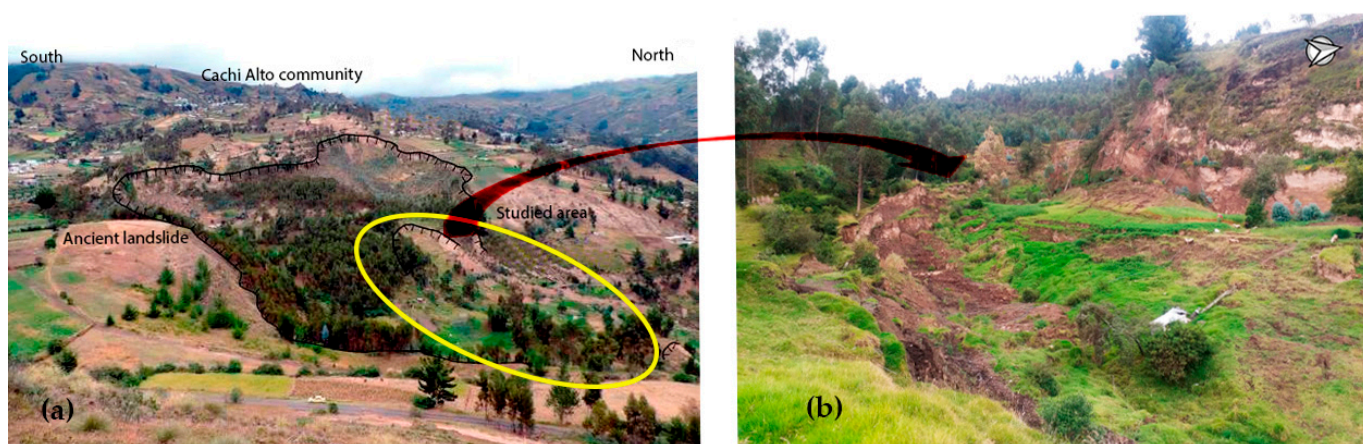 South
North
Cachi Alto community
Studied area
Ancient landslide
(a)
(b)